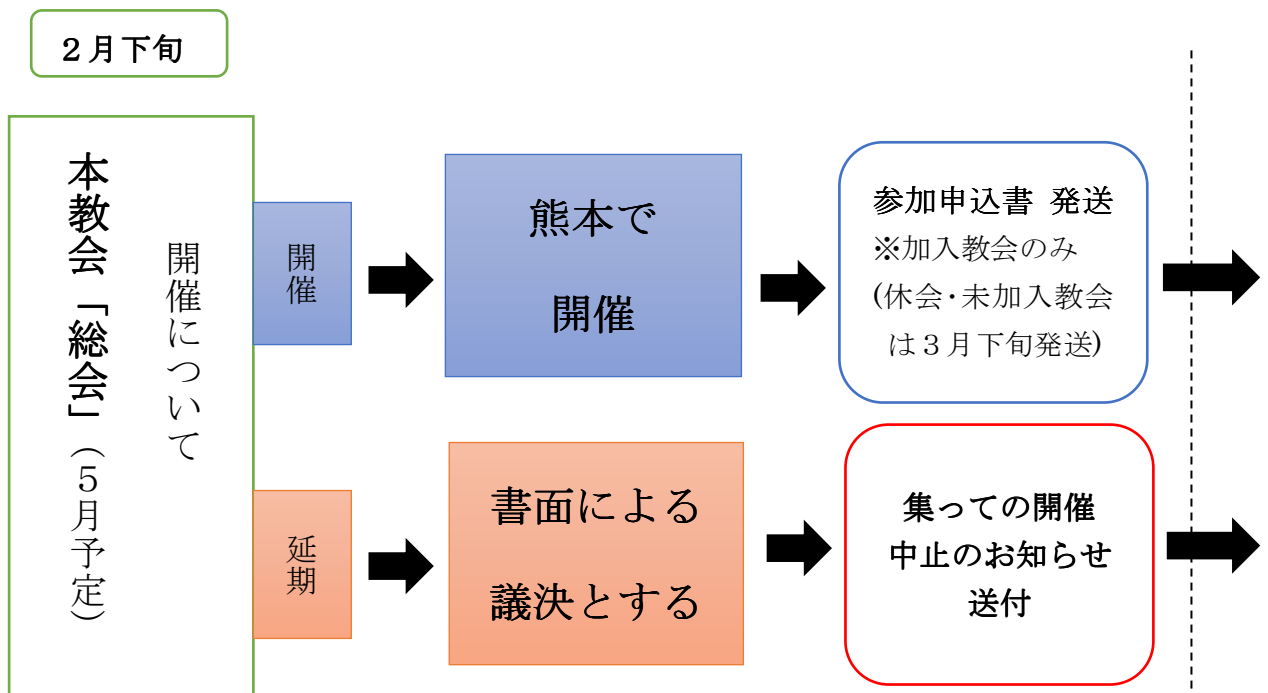 ２月下旬
本教会「総会」（５月予定）
開催について
開催
熊本で
開催
参加申込書 発送
※加入教会のみ
(休会･未加入教会
は３月下旬発送)
延期
書面による
議決とする
集っての開催
中止のお知らせ
送付